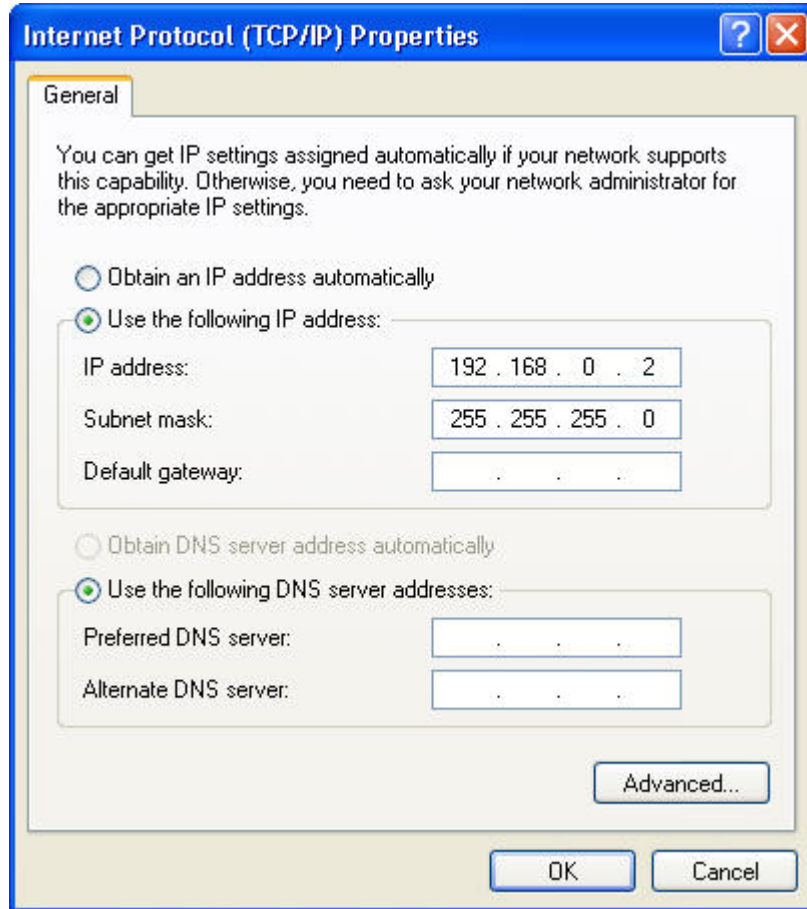 Internet Protocol (TCP/IP) Properties
?
General
You can get IP settings assigned automatically if your network supports
this capability. Otherwise, you need to ask your network administrator for
the appropriate IP settings.
Obtain an IP address automatically
Use the following IP address:
IP address: 192 . 168 . 0 . 2
Subnet mask: 255 . 255 . 255 . 0
Default gateway: . . .
Obtain DNS server address automatically
Use the following DNS server addresses:
Preferred DNS server: . . .
Alternate DNS server: . . .
Advanced...
OK Cancel